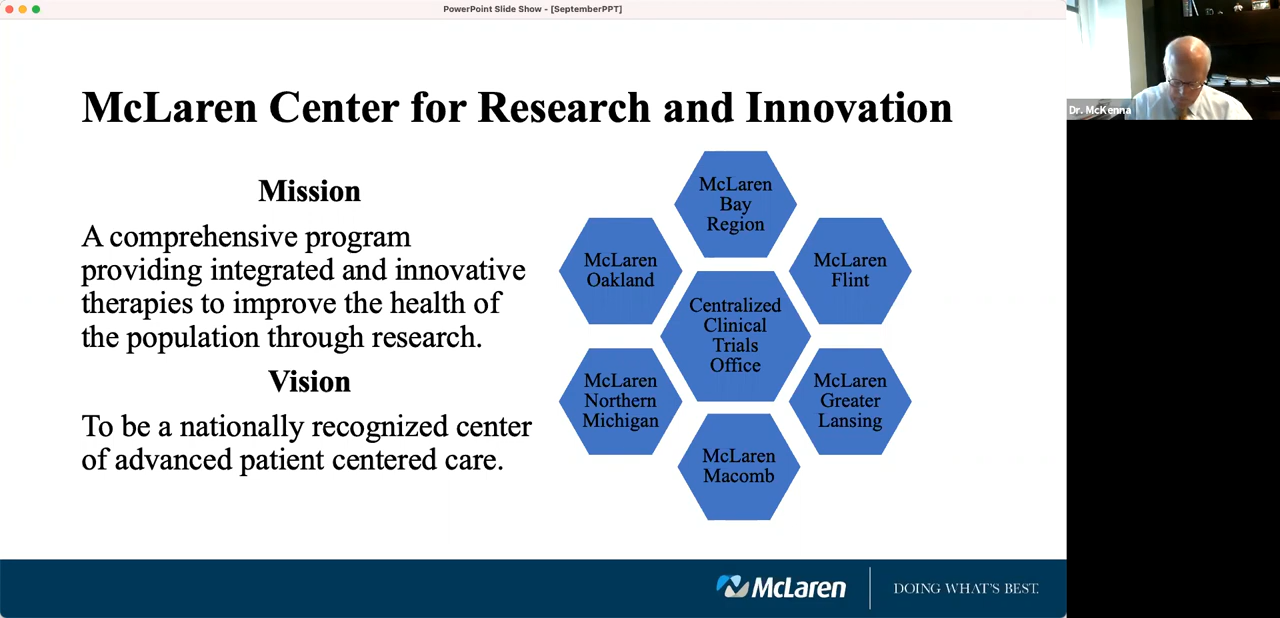 PowerPoint Slide Show - [SeptemberPPT]
Dr. McKenna
McLaren Center for Research and Innovation
Mission
A comprehensive program
providing integrated and innovative
therapies to improve the health of
the population through research.
Vision
To be a nationally recognized center
of advanced patient centered care.
McLaren
Bay
Region
McLaren
Oakland
McLaren
Flint
Centralized
Clinical
Trials
Office
McLaren
Northern
Michigan
McLaren
Greater
Lansing
McLaren
Macomb
McLaren
DOING WHAT'S BEST.